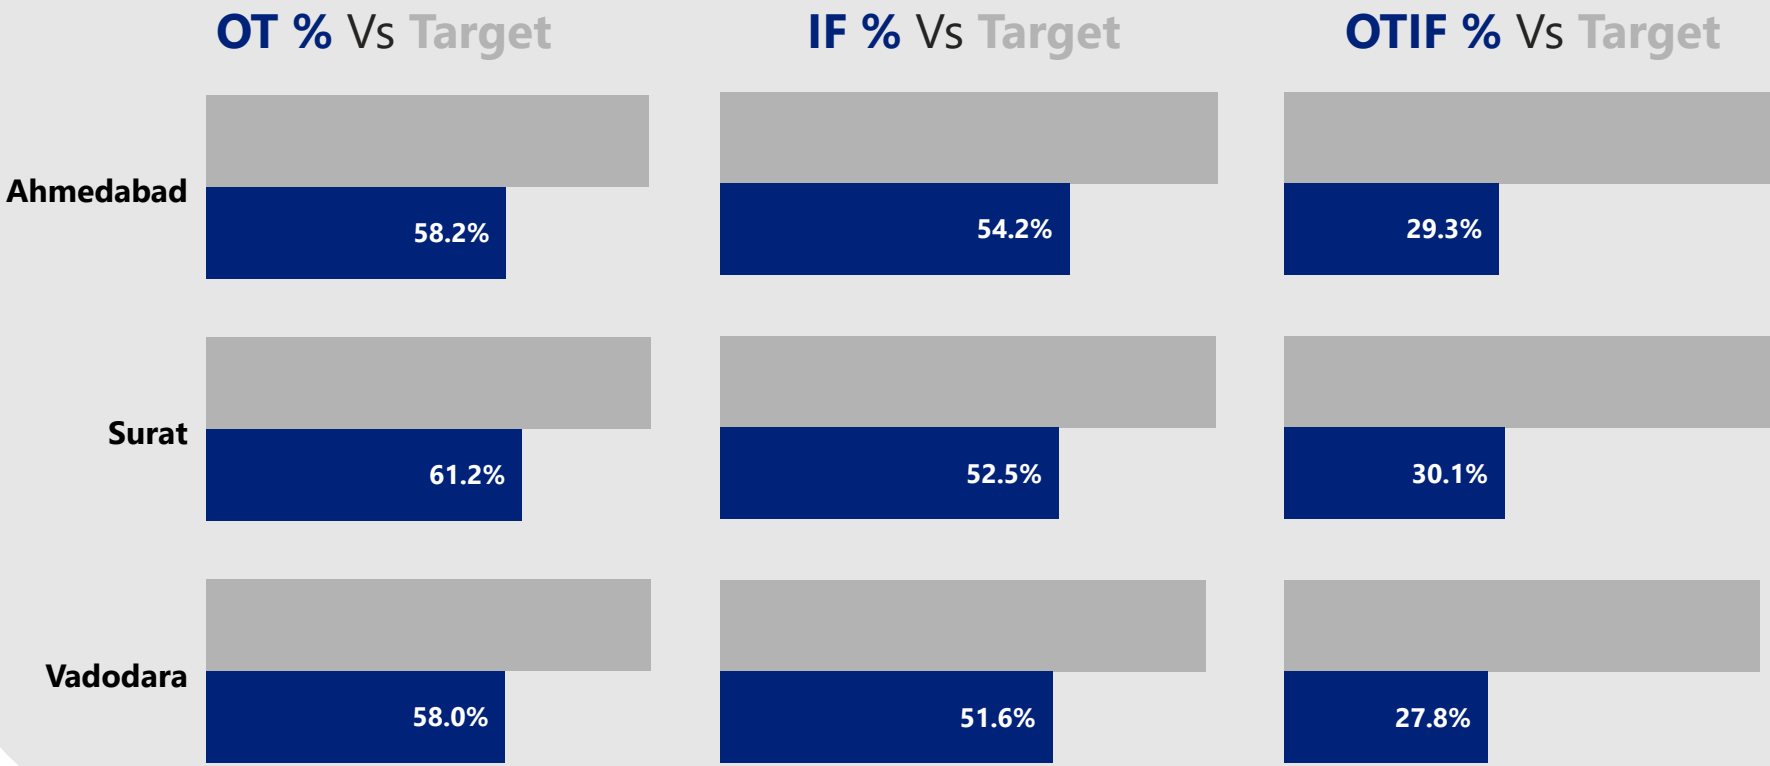 OT % Vs Target
IF % Vs Target
OTIF % Vs Target
Ahmedabad
58.2%
54.2%
29.3%
Surat
61.2%
52.5%
30.1%
Vadodara
58.0%
51.6%
27.8%